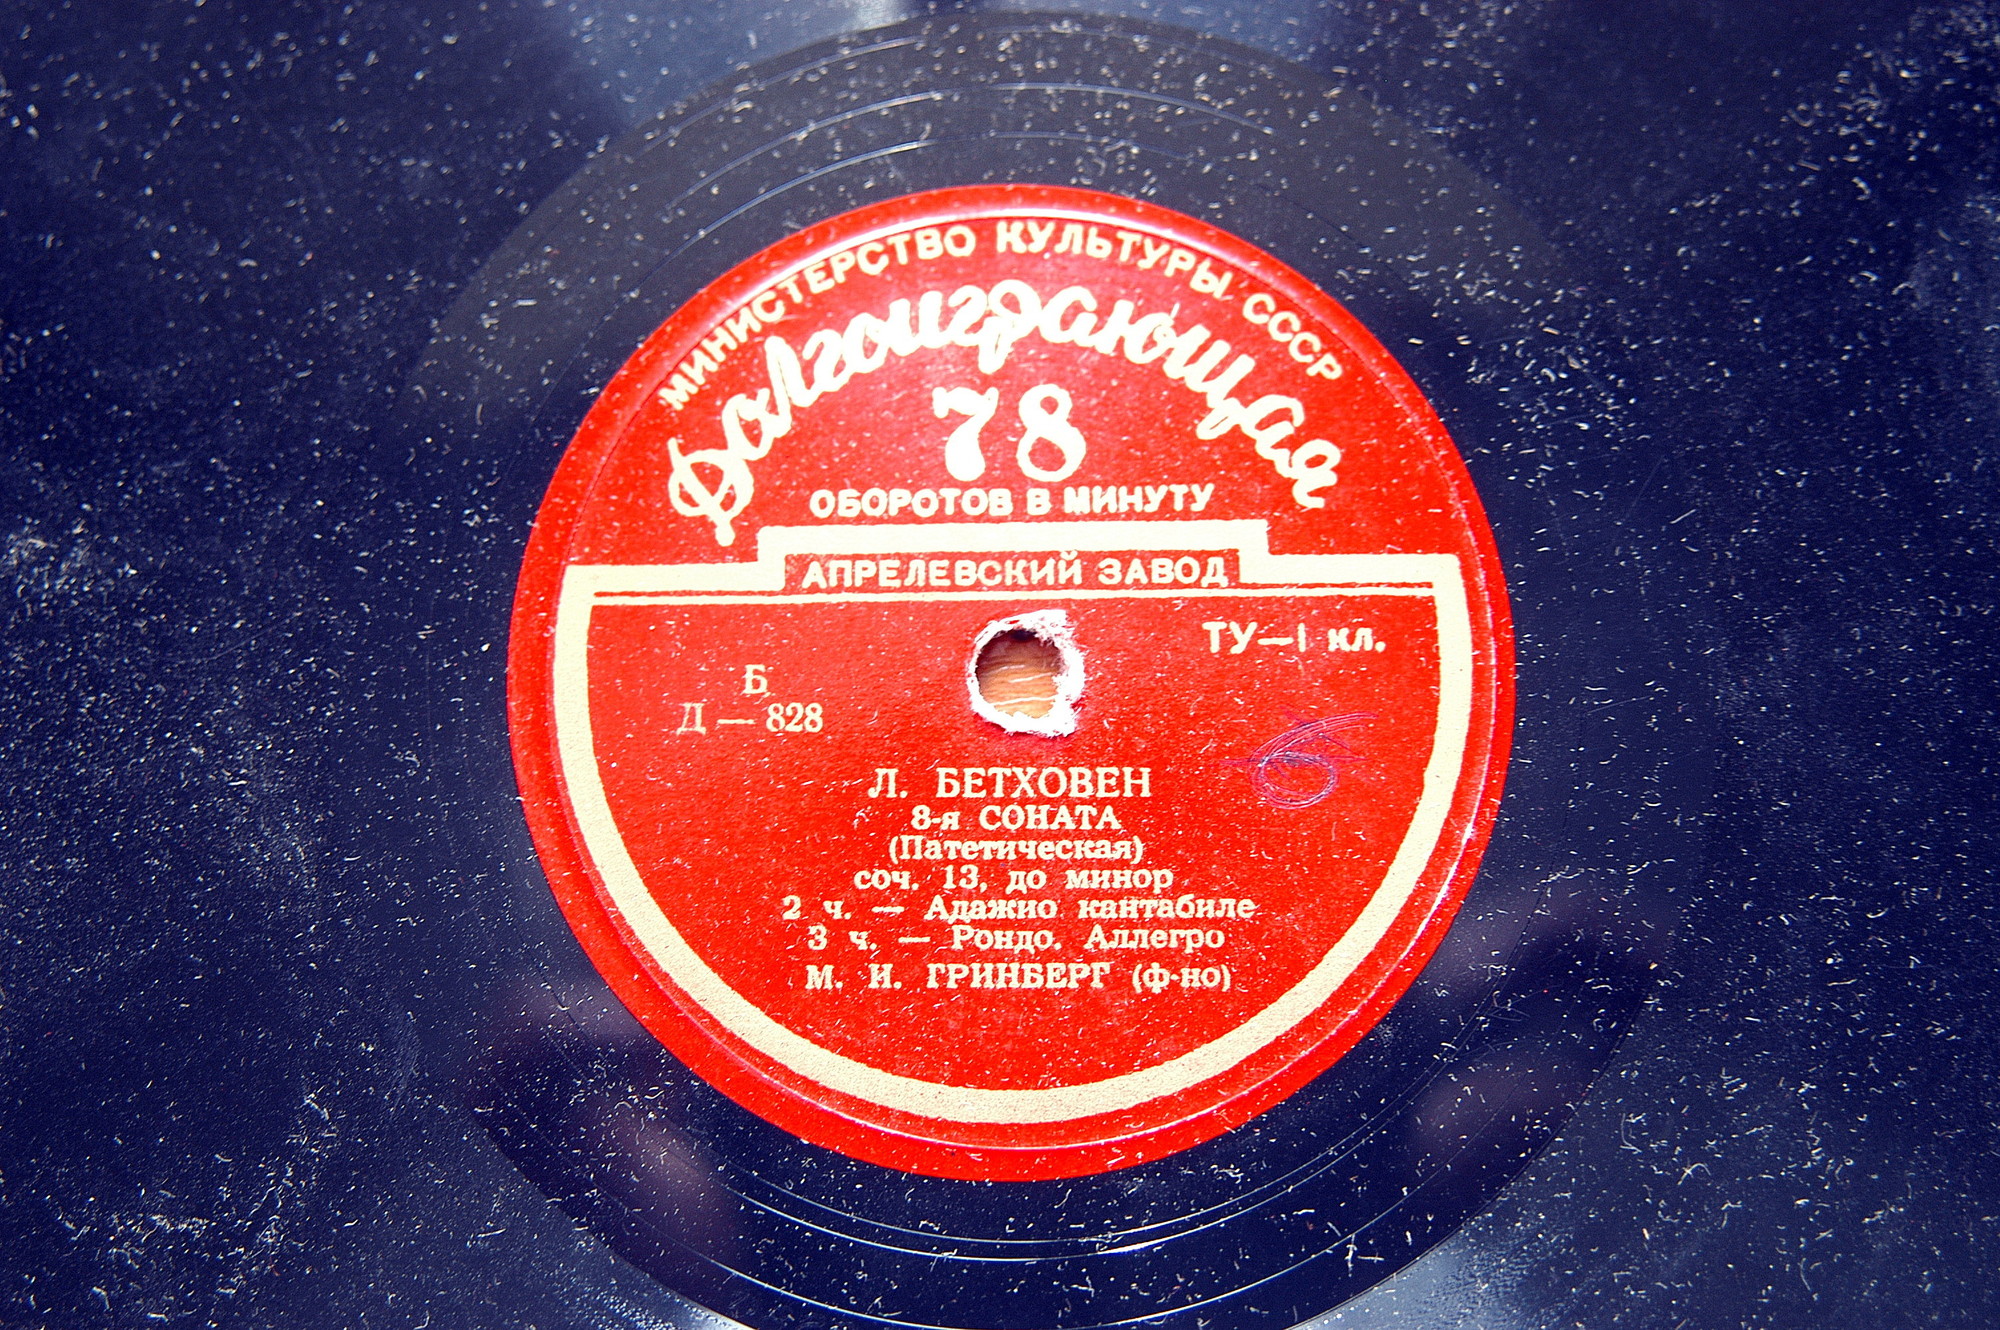 МИНИСТЕРСТВО КУЛЬТУРЫ СССР
Долгоиграющая
78
ОБОРОТОВ В МИНУТУ
АПРЕЛЕВСКИЙ ЗАВОД
ТУ—I кл.
Б
Д — 828
6
Л. БЕТХОВЕН
8-я СОНАТА
(Патетическая)
соч. 13, до минор
2 ч. — Адажио кантабиле
3 ч. — Рондо. Аллегро
М. И. ГРИНБЕРГ (ф-но)